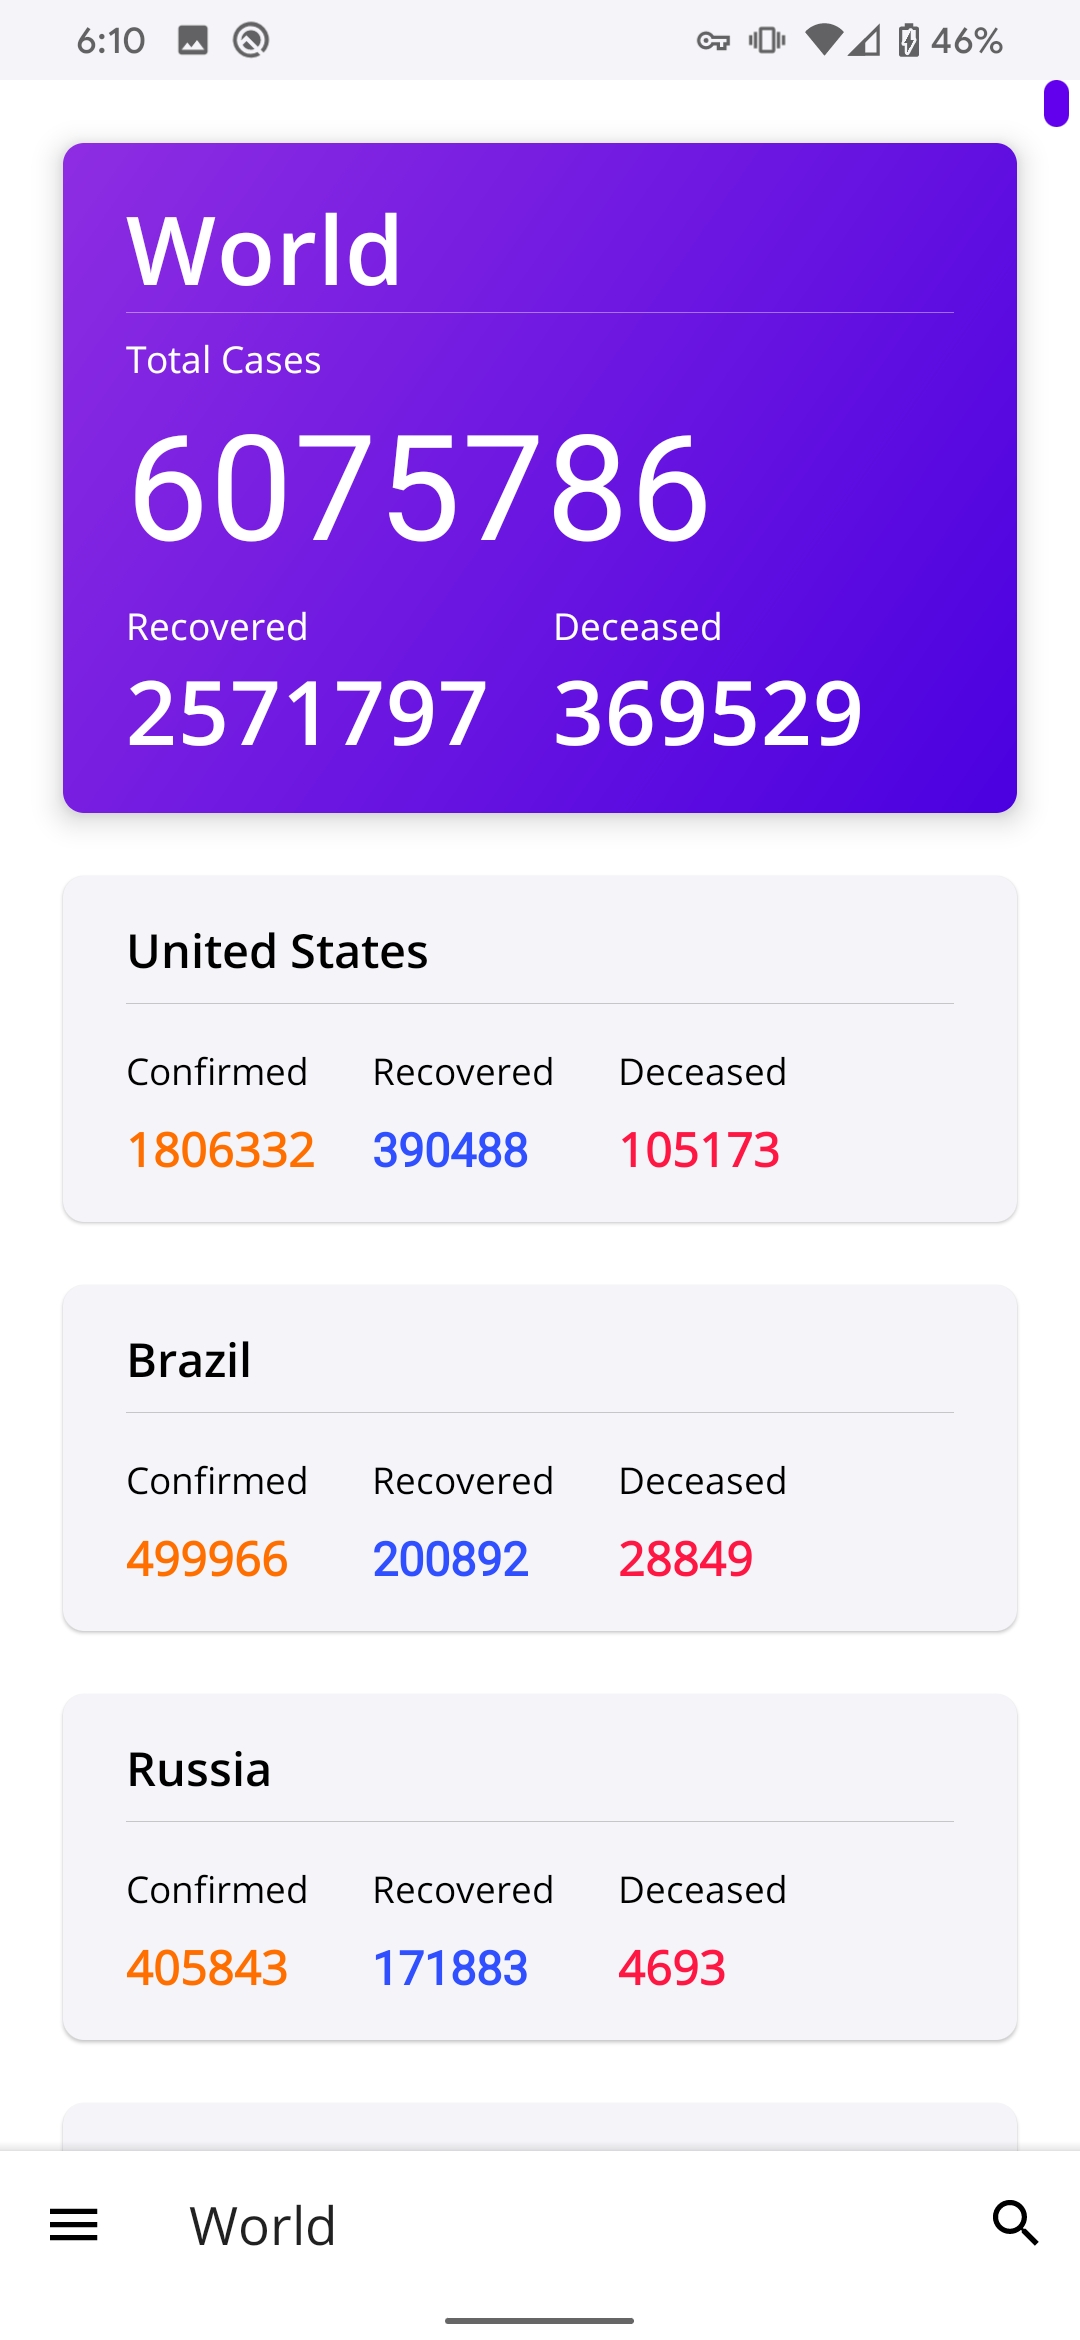 6:10 46%
World
Total Cases
6075786
Recovered Deceased
2571797 369529
United States
Confirmed Recovered Deceased
1806332 390488 105173
Brazil
Confirmed Recovered Deceased
499966 200892 28849
Russia
Confirmed Recovered Deceased
405843 171883 4693
World